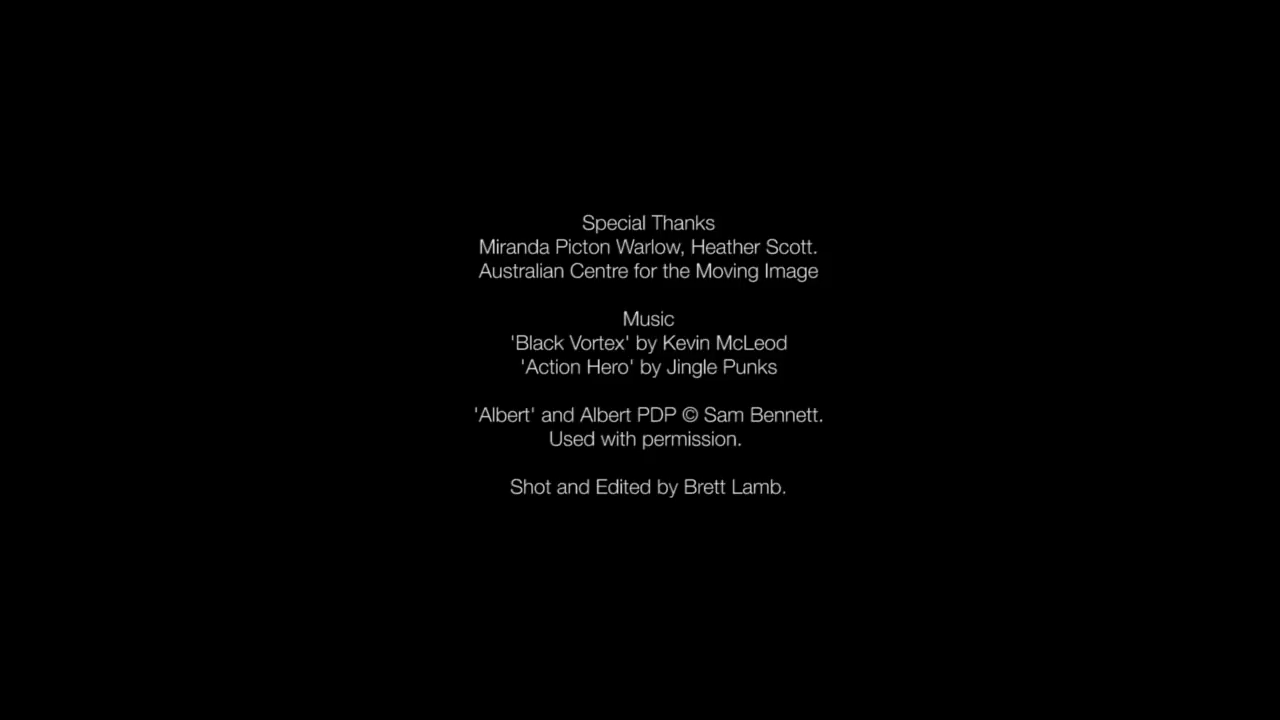 Special Thanks
Miranda Picton Warlow, Heather Scott.
Australian Centre for the Moving Image
Music
'Black Vortex' by Kevin McLeod
'Action Hero' by Jingle Punks
'Albert' and Albert PDP © Sam Bennett.
Used with permission.
Shot and Edited by Brett Lamb.